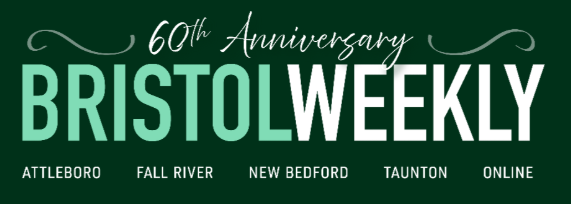 60th Anniversary
BRISTOLWEEKLY
ATTLEBORO FALL RIVER NEW BEDFORD TAUNTON ONLINE